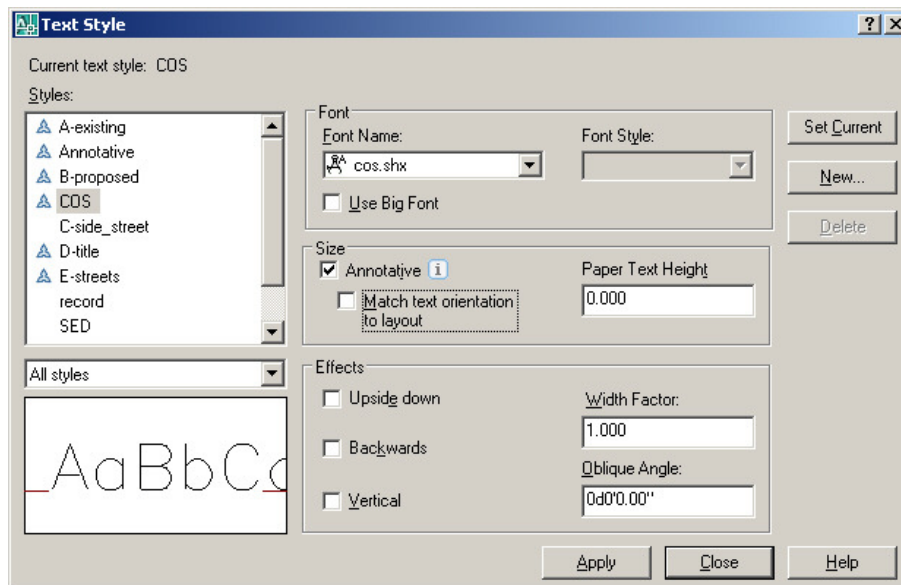 Text Style
Current text style: COS
Styles:
A-existing
Annotative
B-proposed
COS
C-side_street
D-title
E-streets
record
SED
All styles
AaBbC
Font
Font Name:
cos.shx
Use Big Font
Font Style:
Size
Annotative
Match text orientation
to layout
Paper Text Height
0.000
Effects
Upside down
Backwards
Vertical
Width Factor:
1.000
Oblique Angle:
0d0'0.00"
Set Current
New...
Delete
Apply
Close
Help